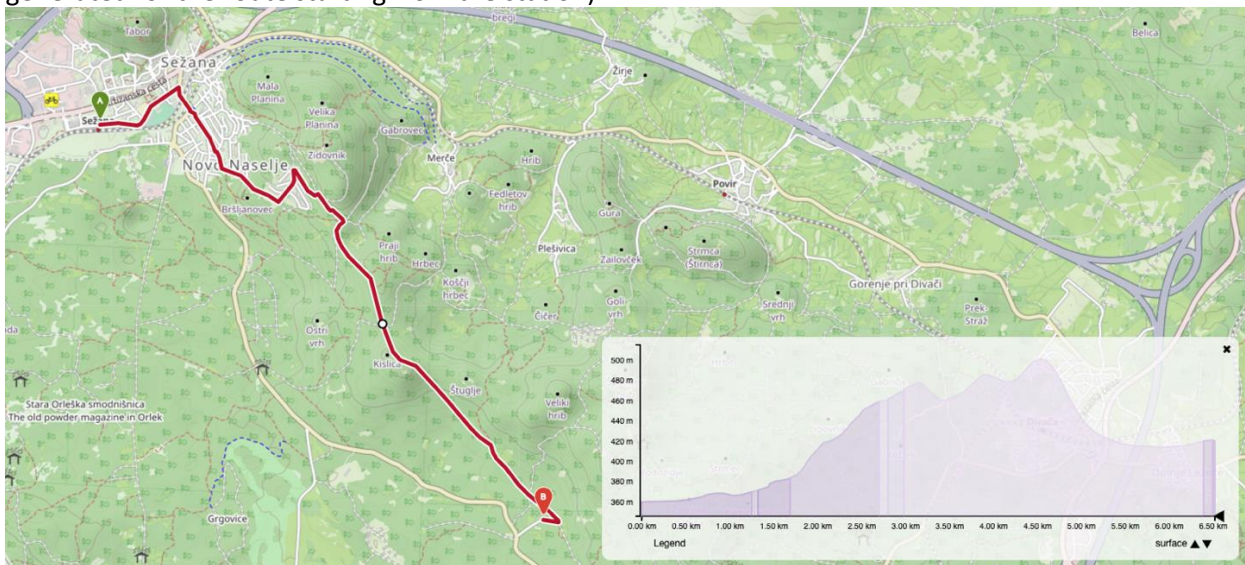 Tabor
Sežana
bregi
Belica
Žirje
Mala
Planina
Velika
Planina
Gabrovec
Zidovnik
Merče
Hrib
Novo Naselje
Povir
Fedletov
hrib
Bršljanovec
Gura
Praji
hrib
Hrbec
Plešivica
Zailovček
Strmca
(Štirnca)
Košcji
hrbec
Gorenje pri Divači
Goli
vrh
Srednji
vrh
Čičer
Prek-
Straž
Ostri
vrh
Kislica
Štuglje
Stara Orleška smodnišnica
The old powder magazine in Orlek
Veliki
hrib
Grgovice
A
B
500 m
480 m
460 m
440 m
420 m
400 m
380 m
360 m
0.00 km 0.50 km 1.00 km 1.50 km 2.00 km 2.50 km 3.00 km 3.50 km 4.00 km 4.50 km 5.00 km 5.50 km 6.00 km 6.50 km
Legend
surface ▲▼